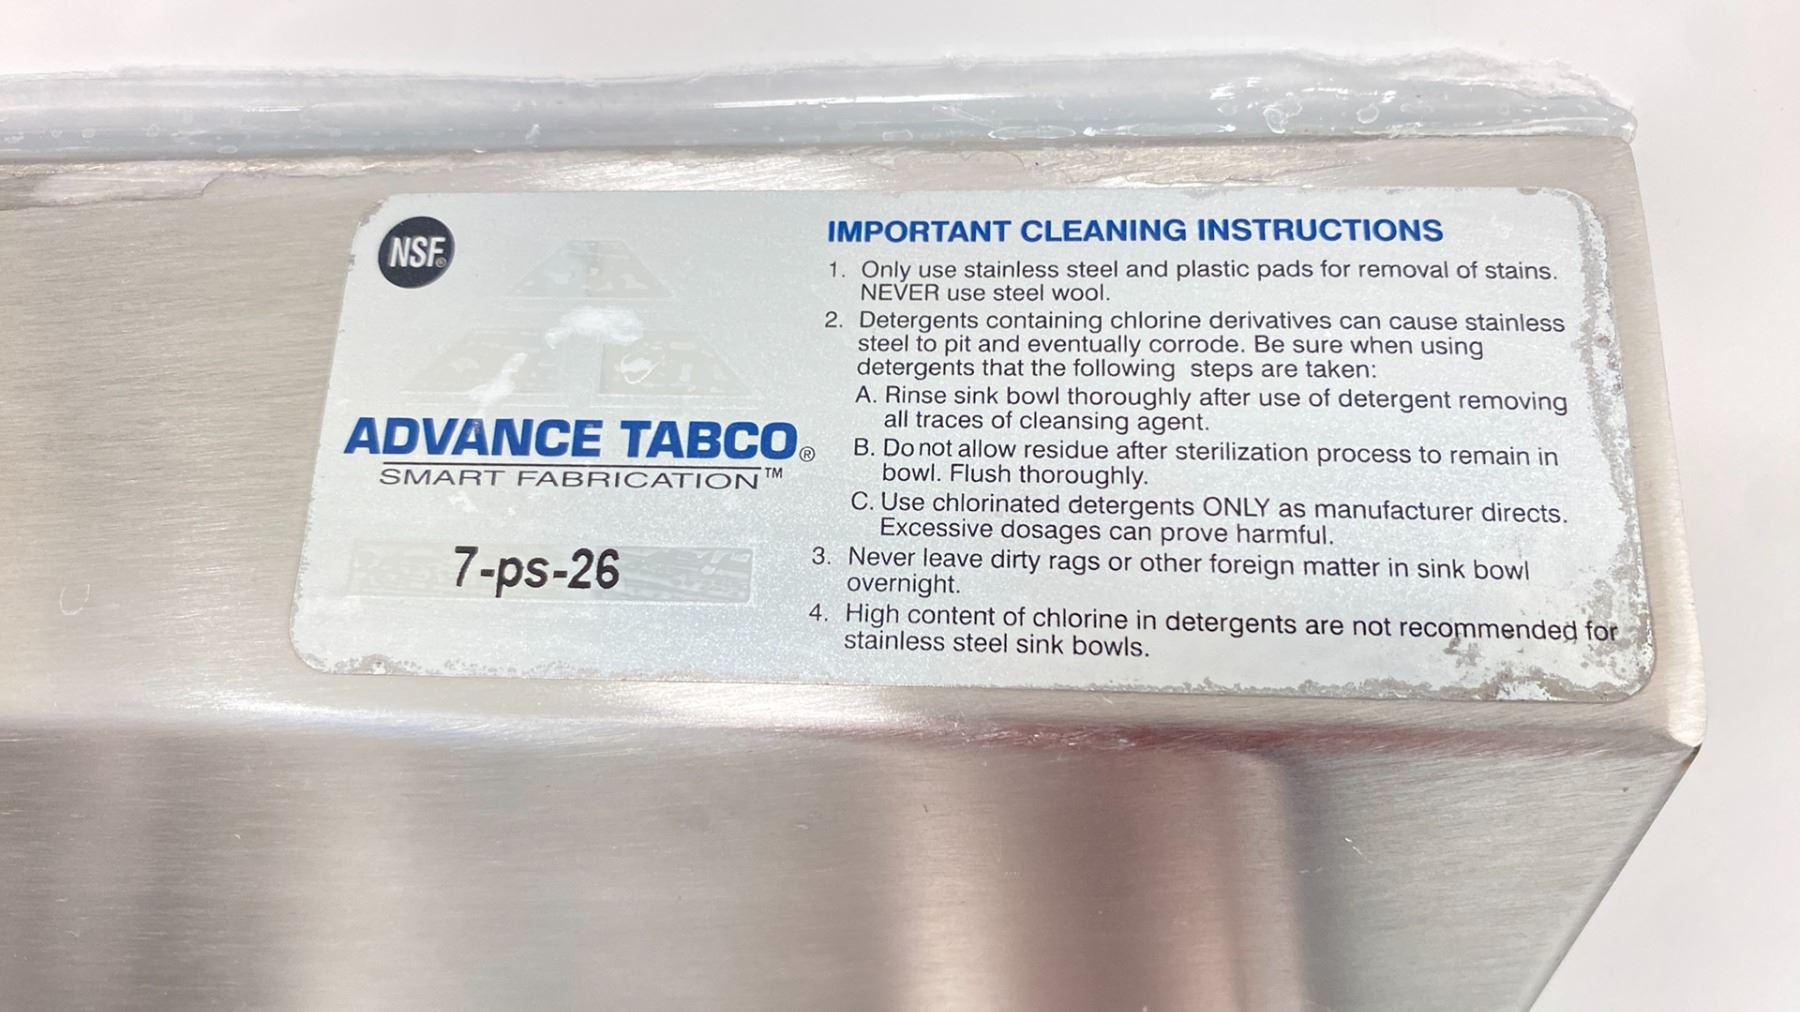 NSF®
ADVANCE TABCO®
SMART FABRICATION™
7-ps-26
IMPORTANT CLEANING INSTRUCTIONS
1. Only use stainless steel and plastic pads for removal of stains.
NEVER use steel wool.
2. Detergents containing chlorine derivatives can cause stainless
steel to pit and eventually corrode. Be sure when using
detergents that the following steps are taken:
A. Rinse sink bowl thoroughly after use of detergent removing
all traces of cleansing agent.
B. Do not allow residue after sterilization process to remain in
bowl. Flush thoroughly.
C. Use chlorinated detergents ONLY as manufacturer directs.
Excessive dosages can prove harmful.
3. Never leave dirty rags or other foreign matter in sink bowl
overnight.
4. High content of chlorine in detergents are not recommended for
stainless steel sink bowls.